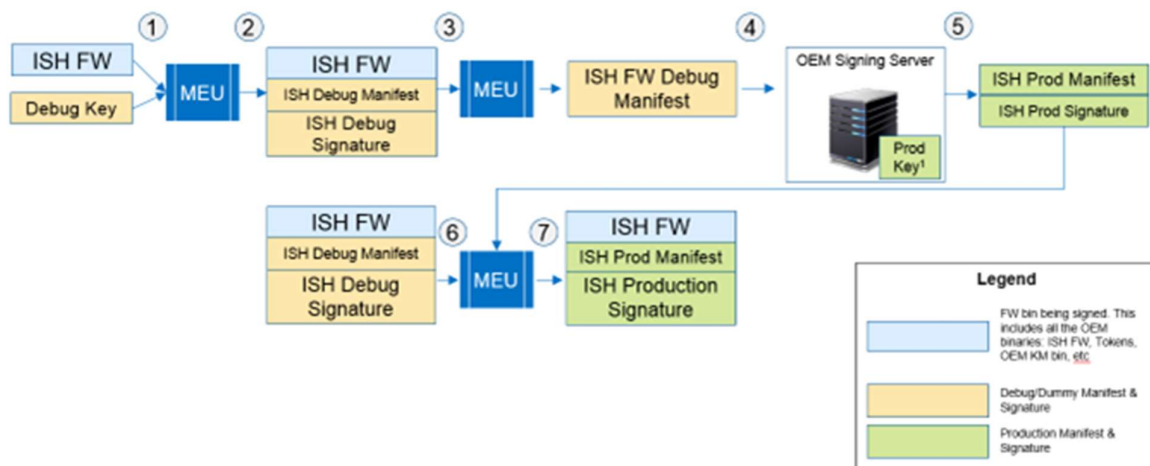 1
2
3
4
5
ISH FW
Debug Key
MEU
ISH FW
ISH Debug Manifest
ISH Debug
Signature
MEU
ISH FW Debug
Manifest
OEM Signing Server
Prod
Key1
ISH Prod Manifest
ISH Prod Signature
6
7
ISH FW
ISH Debug Manifest
ISH Debug
Signature
MEU
ISH FW
ISH Prod Manifest
ISH Production
Signature
Legend
FW bin being signed. This
includes all the OEM
binaries: ISH FW, Tokens,
OEM KM bin, etc
Debug/Dummy Manifest &
Signature
Production Manifest &
Signature